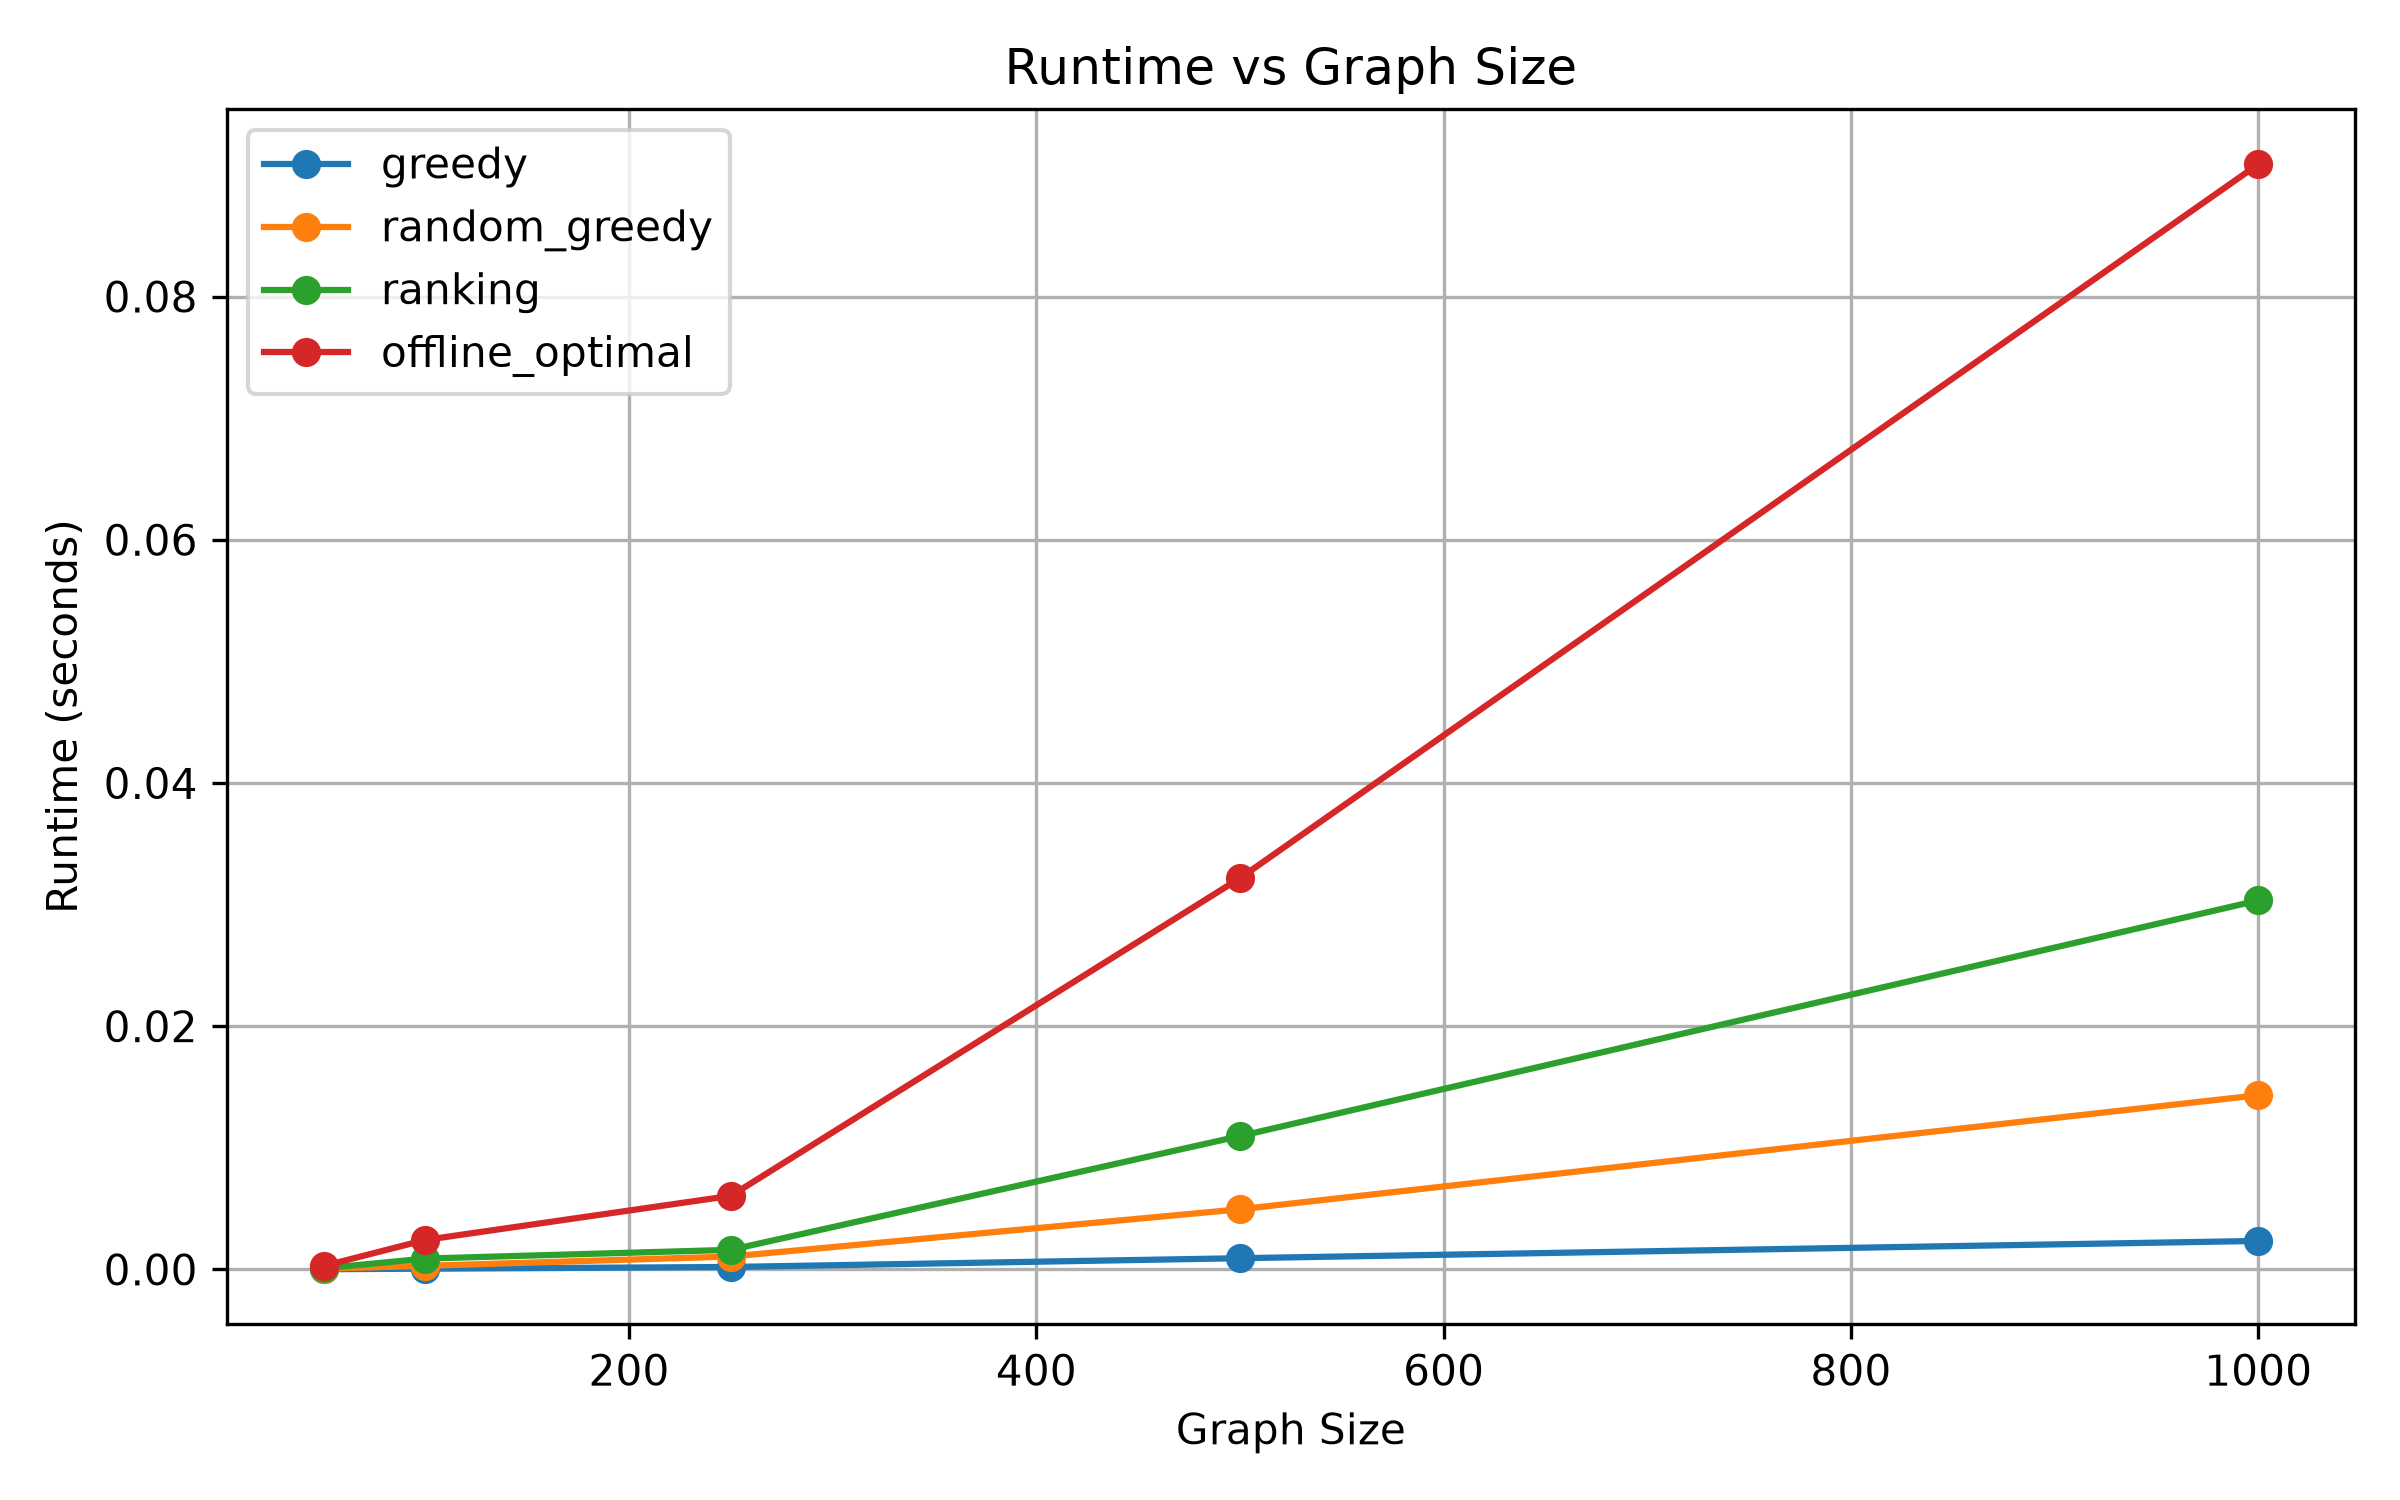 Runtime vs Graph Size
greedy
random_greedy
ranking
offline_optimal
0.08
0.06
0.04
0.02
0.00
Runtime (seconds)
200 400 600 800 1000
Graph Size